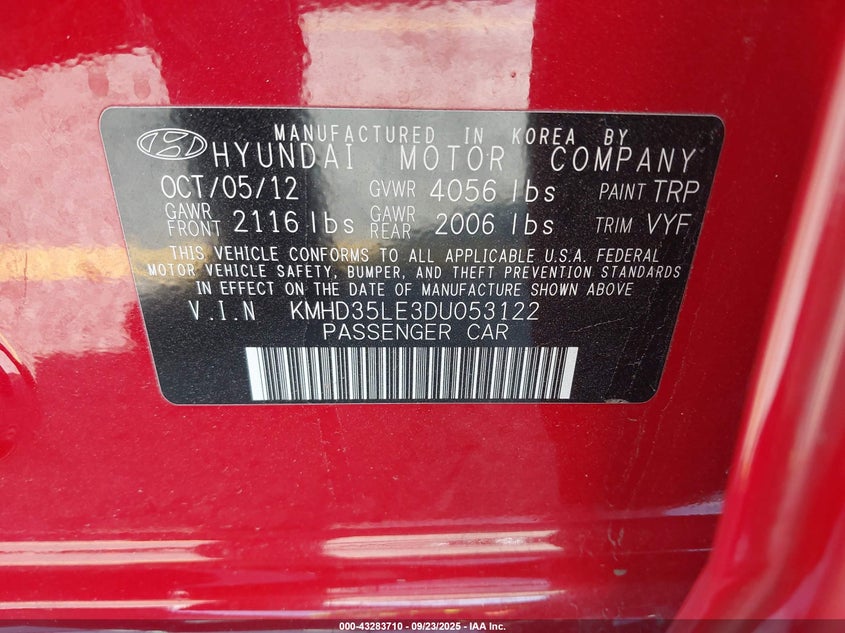 MANUFACTURED IN KOREA BY
HYUNDAI MOTOR COMPANY
OCT/05/12 GVWR 4056 lbs PAINT TRP
GAWR FRONT 2116 lbs GAWR REAR 2006 lbs TRIM VYF
THIS VEHICLE CONFORMS TO ALL APPLICABLE U.S.A. FEDERAL
MOTOR VEHICLE SAFETY, BUMPER, AND THEFT PREVENTION STANDARDS
IN EFFECT ON THE DATE OF MANUFACTURE SHOWN ABOVE
V.I.N KMHD35LE3DU053122
PASSENGER CAR
000-43283710 - 09/23/2025 - IAA Inc.